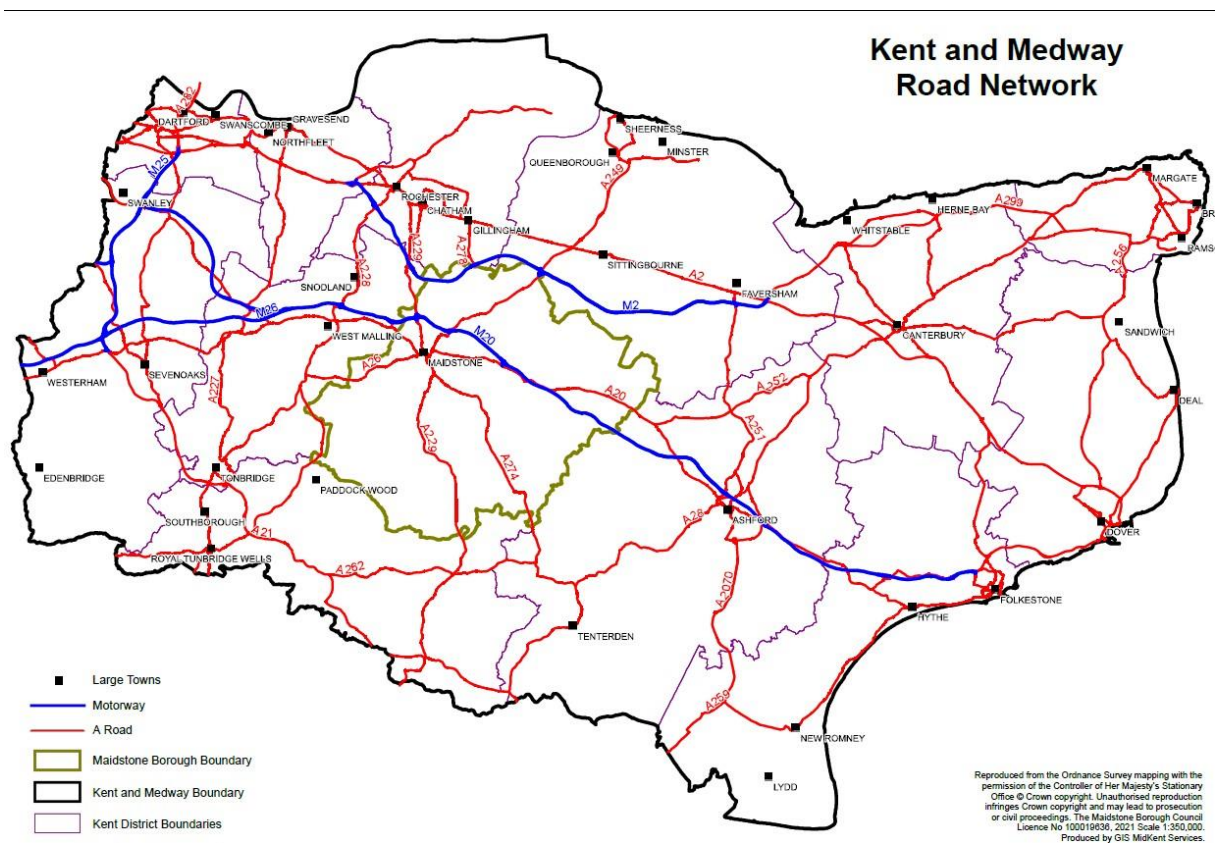 Kent and Medway
Road Network
A282
DARTFORD
SWANSCOMBE
GRAVESEND
NORTHFLEET
M25
SWANLEY
ROCHESTER
CHATHAM
GILLINGHAM
A229
A278
A228
SNODLAND
SHEERNESS
MINSTER
QUEENBOROUGH
A249
SITTINGBOURNE
A2
M2
FAVERSHAM
WHITSTABLE
HERNE BAY
A299
MARGATE
BR
RAMS
A256
SANDWICH
CANTERBURY
DEAL
M26
WEST MALLING
M20
MAIDSTONE
A26
WESTERHAM
SEVENOAKS
A227
A20
A252
A251
A229
A274
EDENBRIDGE
TONBRIDGE
PADDOCK WOOD
SOUTHBOROUGH
A21
ROYAL TUNBRIDGE WELLS
A262
A28
ASHFORD
A2070
DOVER
FOLKESTONE
HYTHE
TENTERDEN
A259
NEW ROMNEY
LYDD
Large Towns
Motorway
A Road
Maidstone Borough Boundary
Kent and Medway Boundary
Kent District Boundaries
Reproduced from the Ordnance Survey mapping with the
permission of the Controller of Her Majesty's Stationary
Office © Crown copyright. Unauthorised reproduction
infringes Crown copyright and may lead to prosecution
or civil proceedings. The Maidstone Borough Council
Licence No 100019636, 2021 Scale 1:350,000.
Produced by GIS MidKent Services.